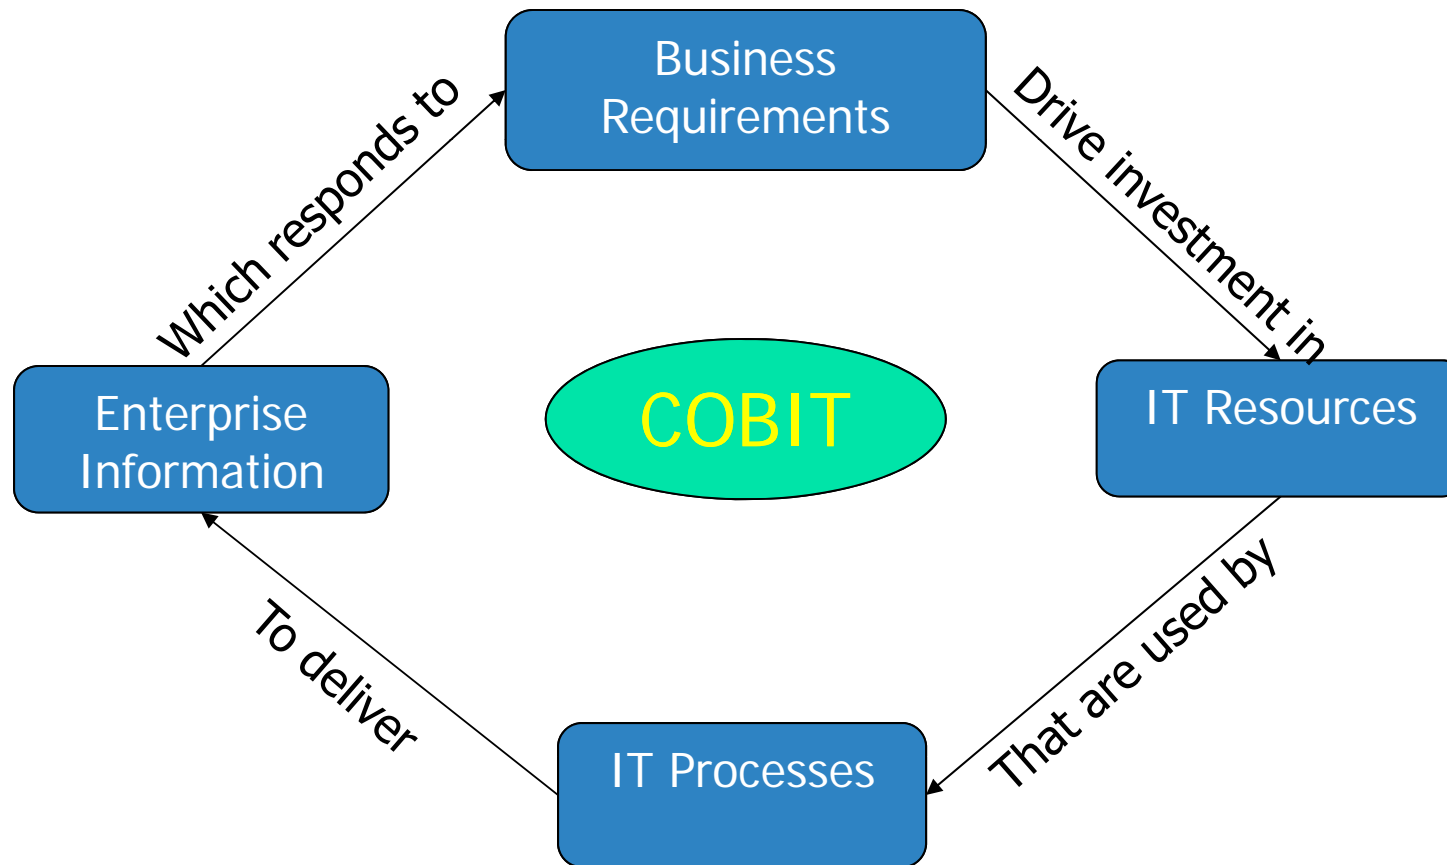 Business
Requirements
Drive investment in
Which responds to
Enterprise
Information
COBIT
IT Resources
That are used by
To deliver
IT Processes